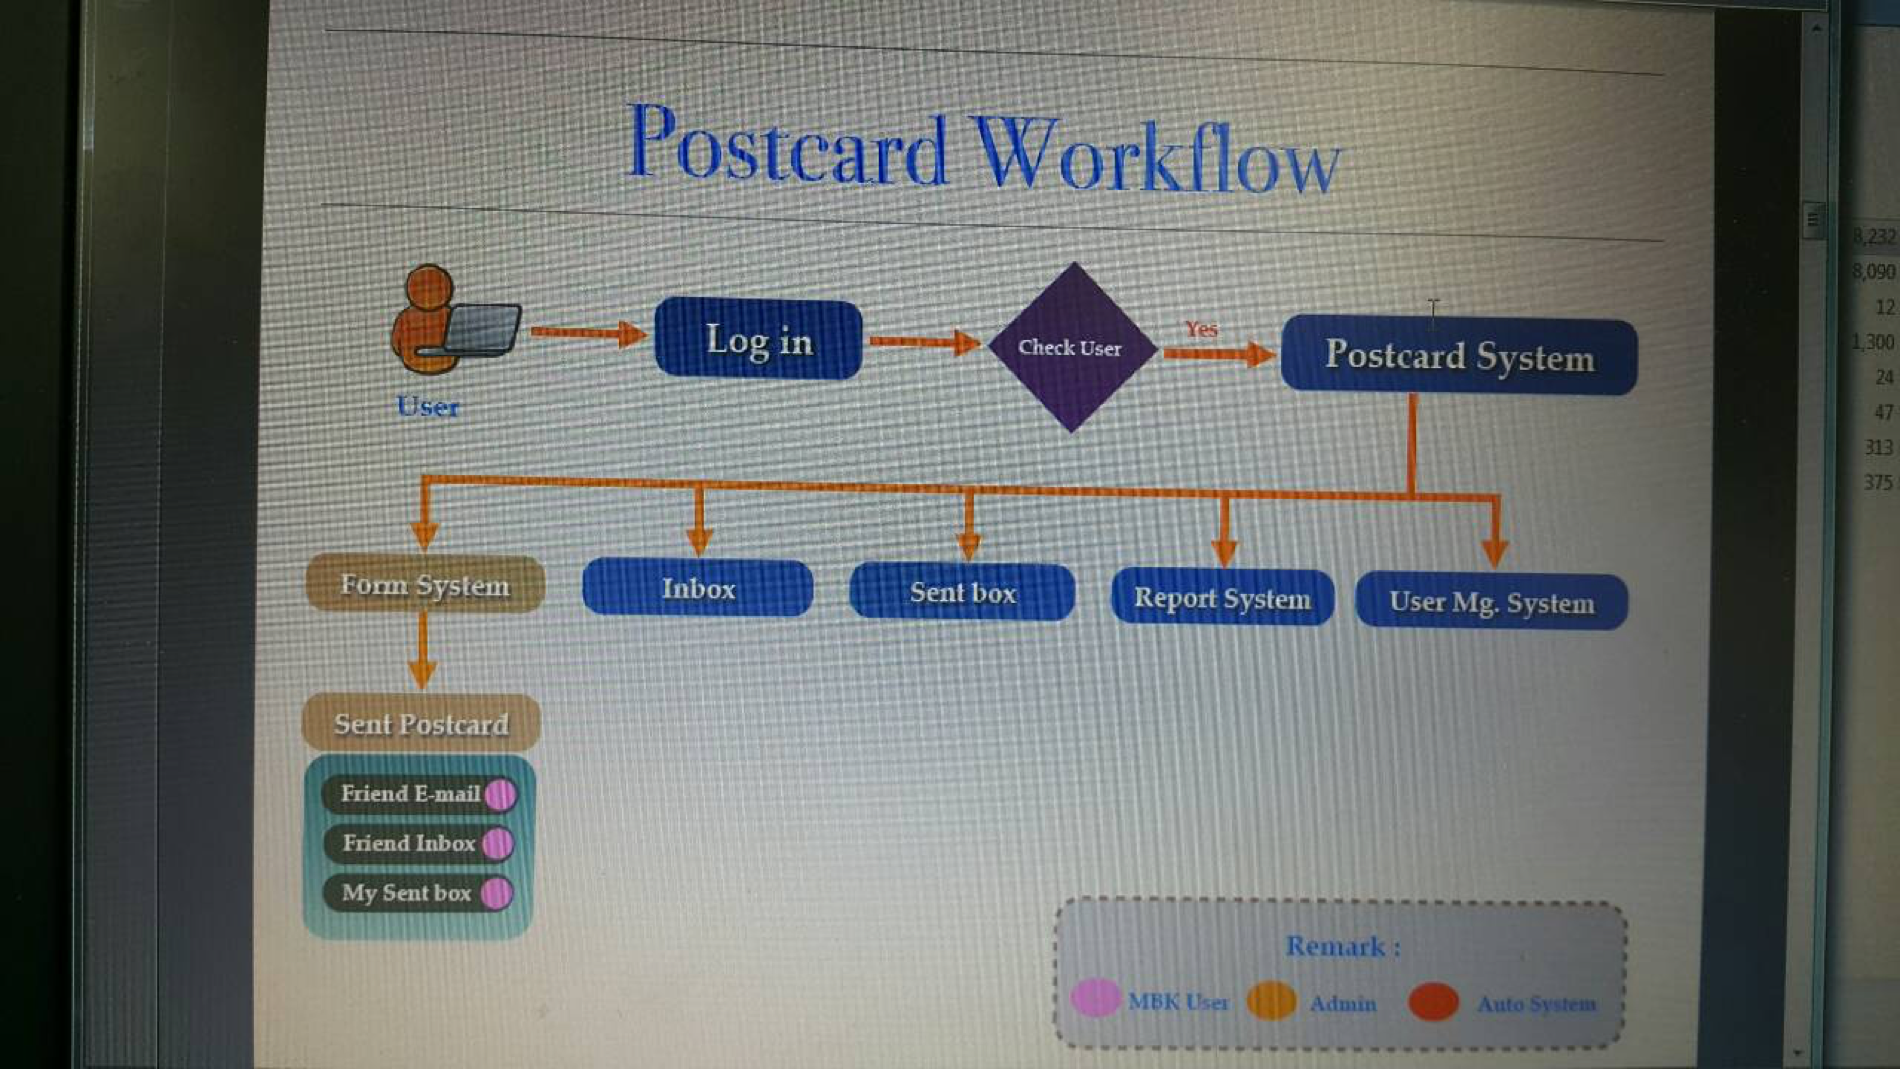 Postcard Workflow
User
Log in
Check User
Yes
Postcard System
Form System
Inbox
Sent box
Report System
User Mg. System
Sent Postcard
Friend E-mail
Friend Inbox
My Sent box
Remark :
MBK User
Admin
Auto System
8,232
8,090
12
1,300
24
47
313
375